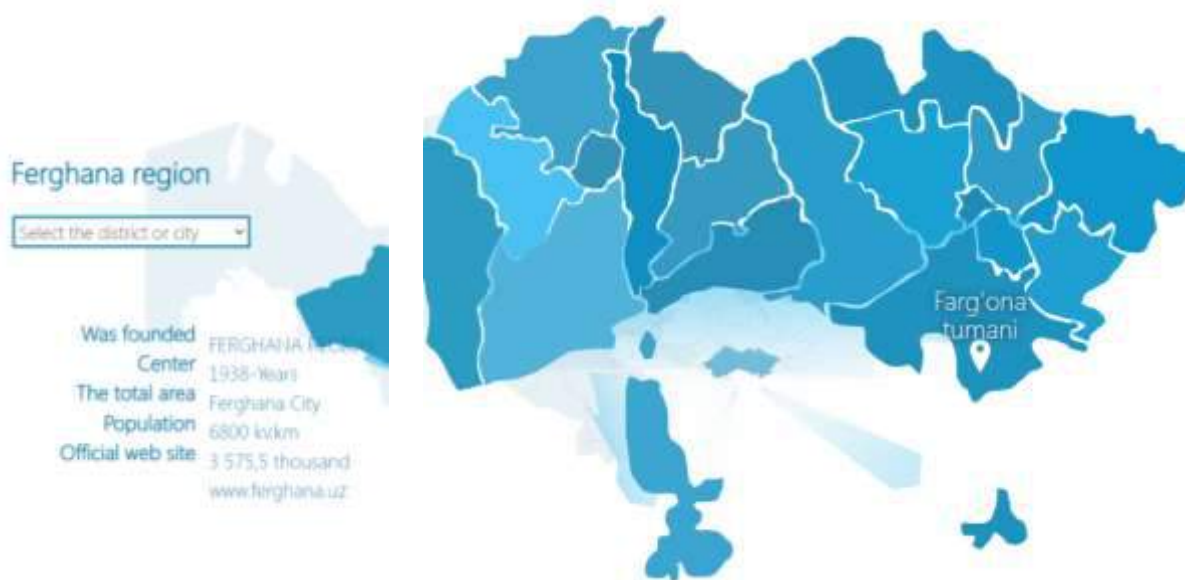 Ferghana region
Select the district or city
Was founded
Center
The total area
Population
Official web site
FERGHANA
1938-Years
Ferghana City
6800 kv.km
3 575,5 thousand
www.ferghana.uz
Farg'ona
tumani